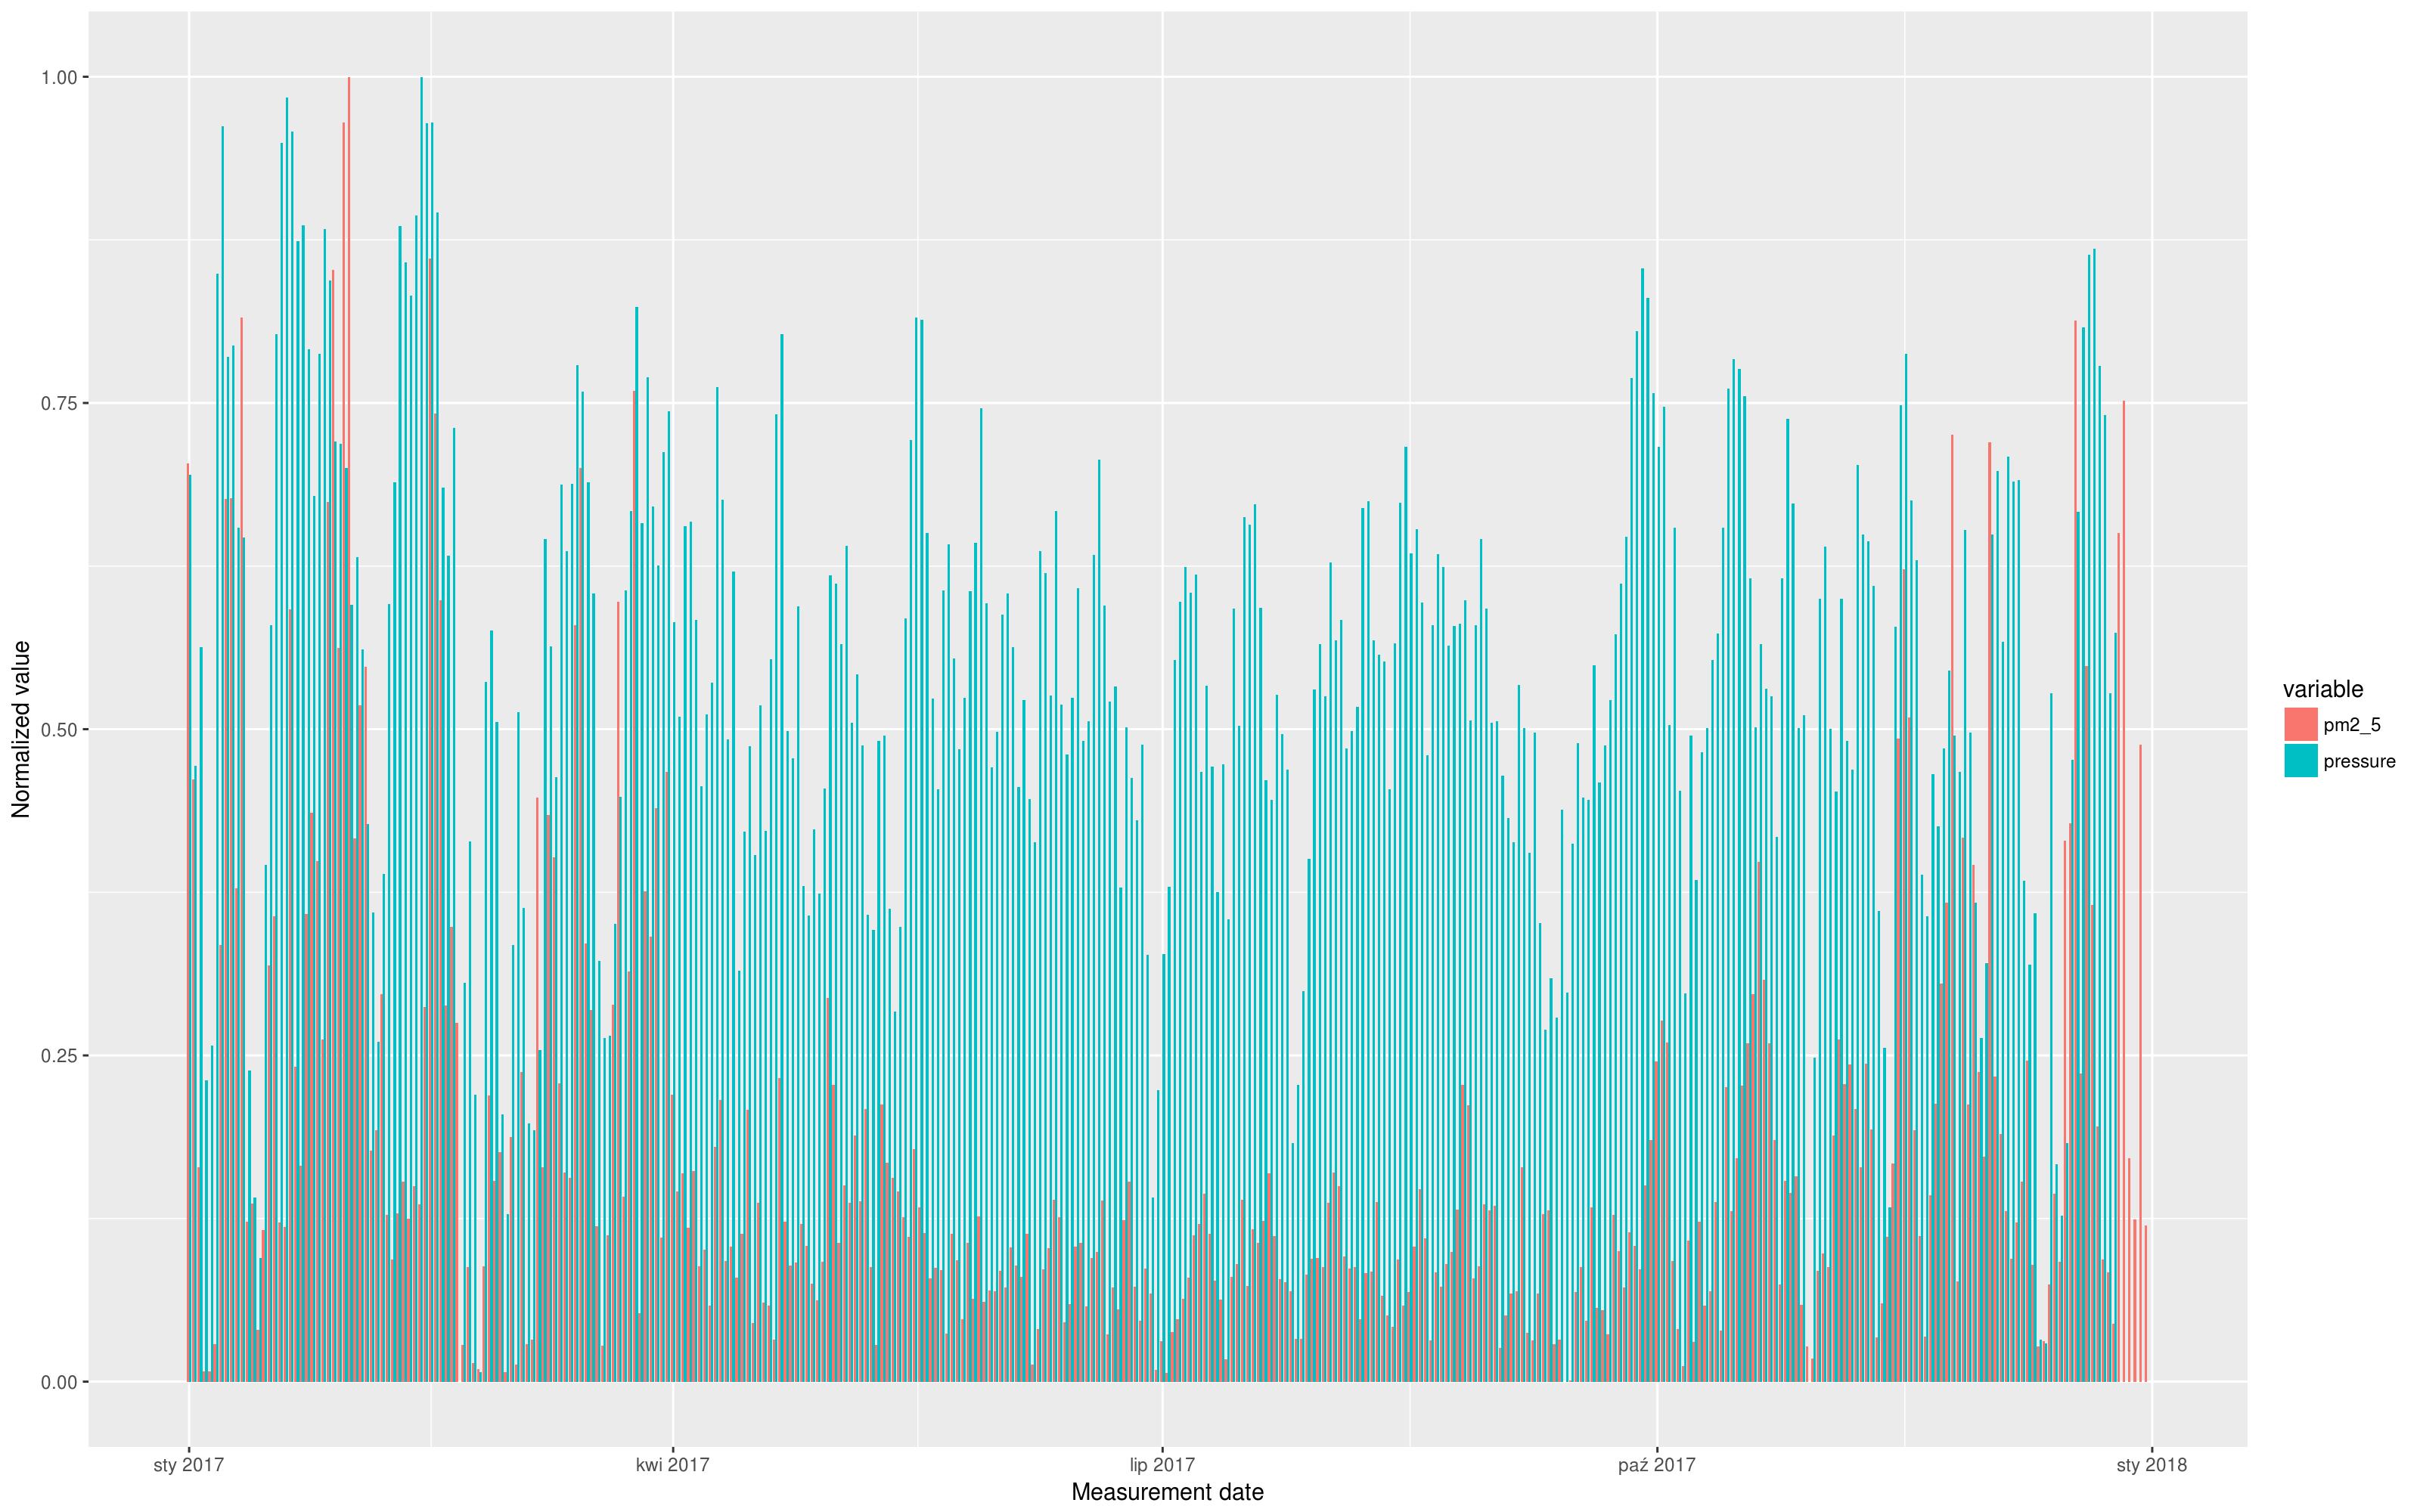 1.00
0.75
0.50
0.25
0.00
Normalized value
sty 2017
kwi 2017
lip 2017
paź 2017
sty 2018
Measurement date
variable
pm2_5
pressure